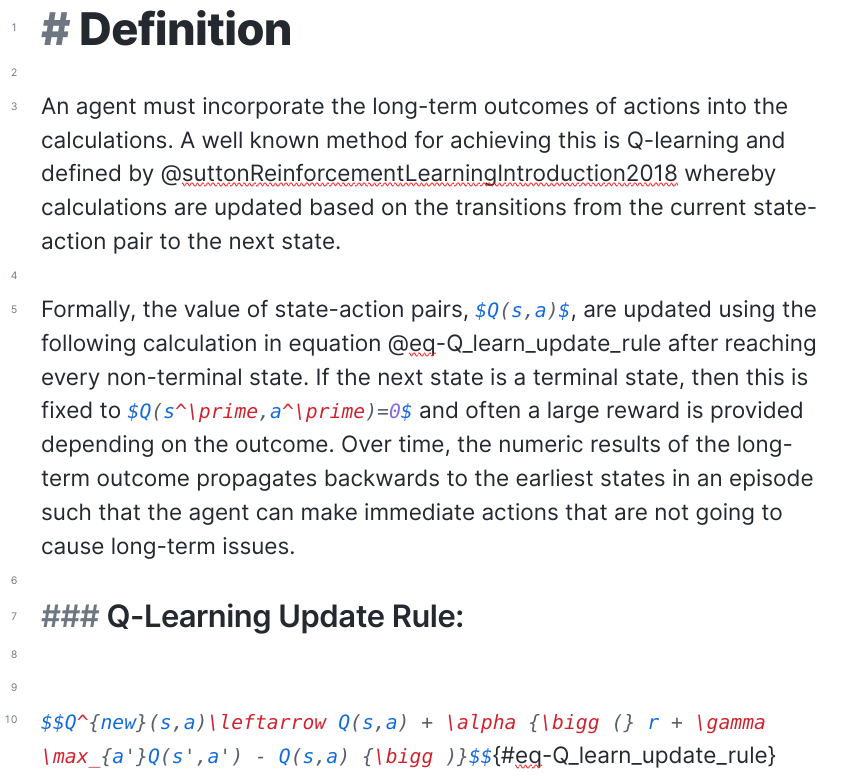 1 # Definition
2
3 An agent must incorporate the long-term outcomes of actions into the
calculations. A well known method for achieving this is Q-learning and
defined by @suttonReinforcementLearningIntroduction2018 whereby
calculations are updated based on the transitions from the current state-
action pair to the next state.
4
5 Formally, the value of state-action pairs, $Q(s,a)$, are updated using the
following calculation in equation @eq-Q_learn_update_rule after reaching
every non-terminal state. If the next state is a terminal state, then this is
fixed to $Q(s^\prime,a^\prime)=0$ and often a large reward is provided
depending on the outcome. Over time, the numeric results of the long-
term outcome propagates backwards to the earliest states in an episode
such that the agent can make immediate actions that are not going to
cause long-term issues.
6
7 ### Q-Learning Update Rule:
8
9
10 $$Q^{new}(s,a)\leftarrow Q(s,a) + \alpha {\bigg (} r + \gamma
\max_{a'}Q(s',a') - Q(s,a) {\bigg )}$${#eq-Q_learn_update_rule}